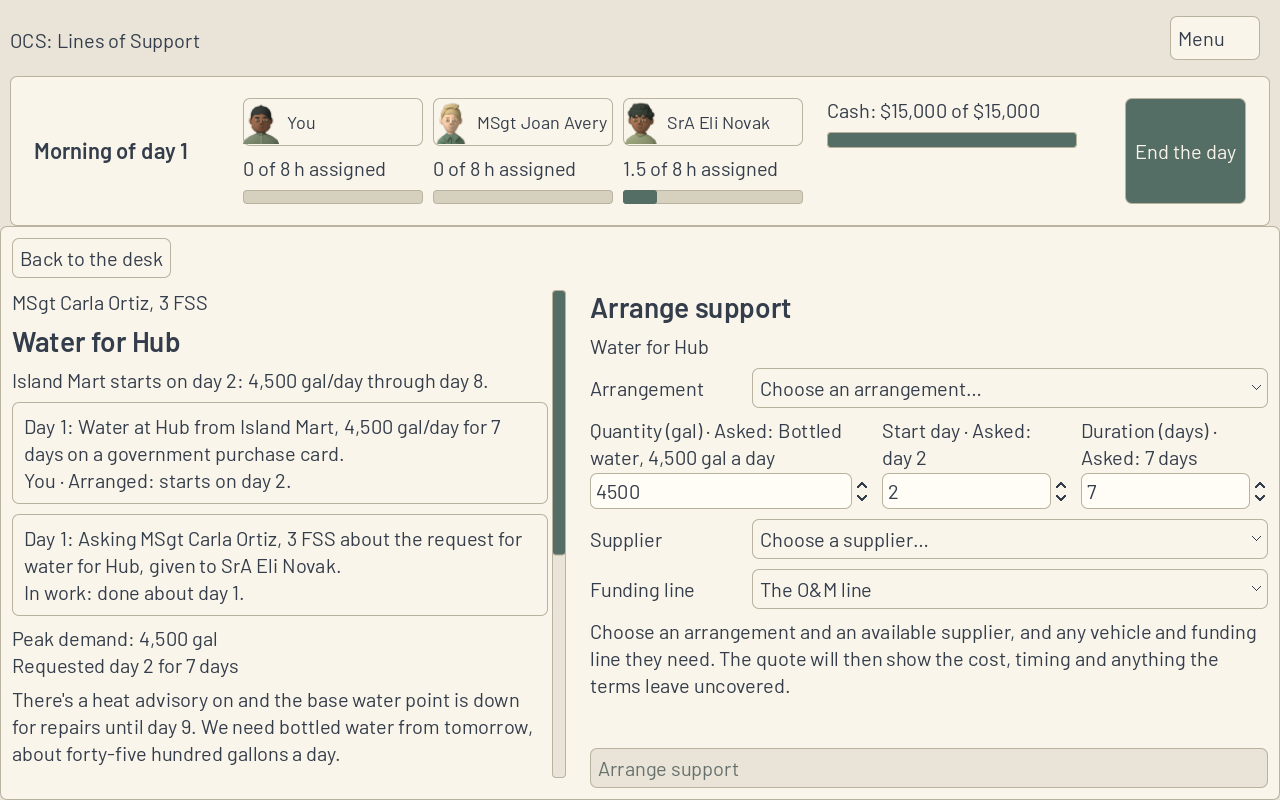 OCS: Lines of Support
Menu
Morning of day 1
You
0 of 8 h assigned
MSgt Joan Avery
0 of 8 h assigned
SrA Eli Novak
1.5 of 8 h assigned
Cash: $15,000 of $15,000
End the day
Back to the desk
MSgt Carla Ortiz, 3 FSS
Water for Hub
Island Mart starts on day 2: 4,500 gal/day through day 8.
Day 1: Water at Hub from Island Mart, 4,500 gal/day for 7
days on a government purchase card.
You · Arranged: starts on day 2.
Day 1: Asking MSgt Carla Ortiz, 3 FSS about the request for
water for Hub, given to SrA Eli Novak.
In work: done about day 1.
Peak demand: 4,500 gal
Requested day 2 for 7 days
There's a heat advisory on and the base water point is down
for repairs until day 9. We need bottled water from tomorrow,
about forty-five hundred gallons a day.
Arrange support
Water for Hub
Arrangement
Choose an arrangement...
Quantity (gal) · Asked: Bottled
water, 4,500 gal a day
4500
Start day · Asked:
day 2
2
Duration (days) ·
Asked: 7 days
7
Supplier
Choose a supplier...
Funding line
The O&M line
Choose an arrangement and an available supplier, and any vehicle and funding
line they need. The quote will then show the cost, timing and anything the
terms leave uncovered.
Arrange support